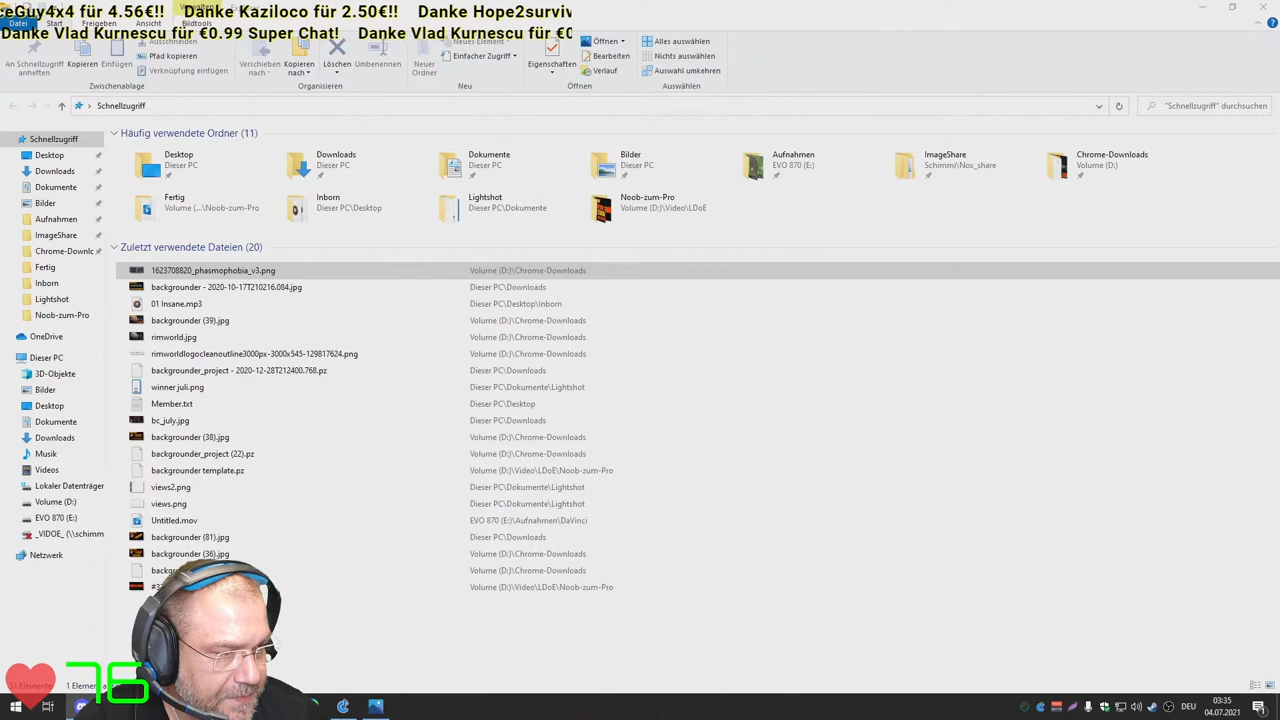 eGuy4x4 für 4.56€!! Danke Kaziloco für 2.50€!! Danke Hope2surviv
Danke Vlad Kurnescu für €0.99 Super Chat! Danke Vlad Kurnescu für €0
Datei Start Freigeben Ansicht Bildtools
An Schnellzugriff anheften
Kopieren
Einfügen
Ausschneiden
Pfad kopieren
Verknüpfung einfügen
Zwischenablage
Verschieben nach
Kopieren nach
Löschen
Umbenennen
Organisieren
Neuer Ordner
Neues Element
Einfacher Zugriff
Neu
Eigenschaften
Öffnen
Bearbeiten
Verlauf
Öffnen
Alles auswählen
Nichts auswählen
Auswahl umkehren
Auswählen
Schnellzugriff
"Schnellzugriff" durchsuchen
Schnellzugriff
Desktop
Downloads
Dokumente
Bilder
Aufnahmen
ImageShare
Chrome-Downlc
Fertig
Inborn
Lightshot
Noob-zum-Pro
OneDrive
Dieser PC
3D-Objekte
Bilder
Desktop
Dokumente
Downloads
Musik
Videos
Lokaler Datenträger
Volume (D:)
EVO 870 (E:)
_VIDOE_ (\\schimm
Netzwerk
Häufig verwendete Ordner (11)
Desktop
Dieser PC
Downloads
Dieser PC
Dokumente
Dieser PC
Bilder
Dieser PC
Aufnahmen
EVO 870 (E:)
ImageShare
Schimmi\Nox_share
Chrome-Downloads
Volume (D:)
Fertig
Volume (...\Noob-zum-Pro
Inborn
Dieser PC\Desktop
Lightshot
Dieser PC\Dokumente
Noob-zum-Pro
Volume (D:)\Video\LDoE
Zuletzt verwendete Dateien (20)
1623708820_phasmophobia_v3.png Volume (D:)\Chrome-Downloads
backgrounder - 2020-10-17T210216.084.jpg Dieser PC\Downloads
01 Insane.mp3 Dieser PC\Desktop\Inborn
backgrounder (39).jpg Volume (D:)\Chrome-Downloads
rimworld.jpg Volume (D:)\Chrome-Downloads
rimworldlogocleanoutline3000px-3000x545-129817624.png Volume (D:)\Chrome-Downloads
backgrounder_project - 2020-12-28T212400.768.pz Dieser PC\Downloads
winner juli.png Dieser PC\Dokumente\Lightshot
Member.txt Dieser PC\Desktop
bc_july.jpg Dieser PC\Downloads
backgrounder (38).jpg Volume (D:)\Chrome-Downloads
backgrounder_project (22).pz Volume (D:)\Chrome-Downloads
backgrounder template.pz Volume (D:)\Video\LDoE\Noob-zum-Pro
views2.png Dieser PC\Dokumente\Lightshot
views.png Dieser PC\Dokumente\Lightshot
Untitled.mov EVO 870 (E:)\Aufnahmen\DaVinci
backgrounder (81).jpg Dieser PC\Downloads
backgrounder (36).jpg Volume (D:)\Chrome-Downloads
Volume (D:)\Chrome-Downloads
Volume (D:)\Video\LDoE\Noob-zum-Pro
76
DEU
03:35
04.07.2021